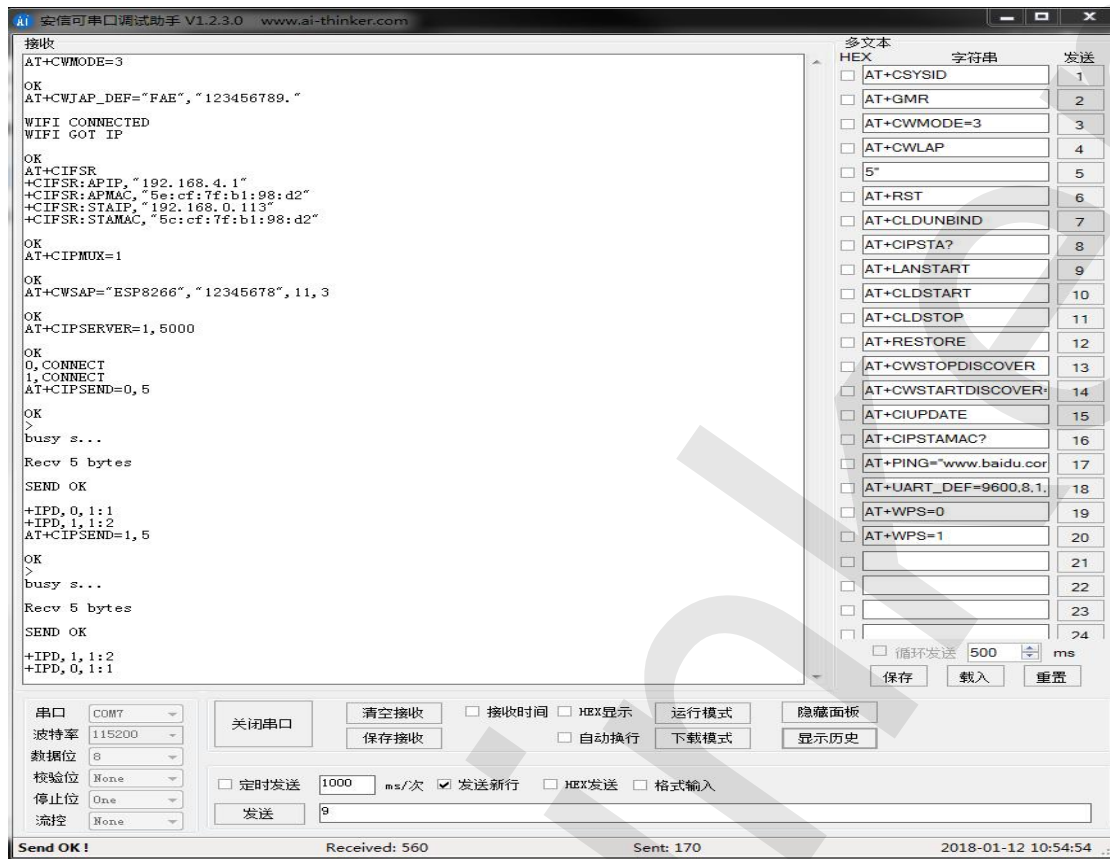 安信可串口调试助手 V1.2.3.0 www.ai-thinker.com
接收
AT+CWMODE=3
OK
AT+CWJAP_DEF="FAE","123456789."
WIFI CONNECTED
WIFI GOT IP
OK
AT+CIFSR
+CIFSR:APIP,"192.168.4.1"
+CIFSR:APMAC,"5e:cf:7f:b1:98:d2"
+CIFSR:STAIP,"192.168.0.113"
+CIFSR:STAMAC,"5c:cf:7f:b1:98:d2"
OK
AT+CIPMUX=1
OK
AT+CWSAP="ESP8266","12345678",11,3
OK
AT+CIPSERVER=1,5000
OK
0,CONNECT
1,CONNECT
AT+CIPSEND=0,5
OK
>
busy s...
Recv 5 bytes
SEND OK
+IPD,0,1:1
+IPD,1,1:2
AT+CIPSEND=1,5
OK
>
busy s...
Recv 5 bytes
SEND OK
+IPD,1,1:2
+IPD,0,1:1
多文本
HEX 字符串 发送
AT+CSYSID 1
AT+GMR 2
AT+CWMODE=3 3
AT+CWLAP 4
5" 5
AT+RST 6
AT+CLDUNBIND 7
AT+CIPSTA? 8
AT+LANSTART 9
AT+CLDSTART 10
AT+CLDSTOP 11
AT+RESTORE 12
AT+CWSTOPDISCOVER 13
AT+CWSTARTDISCOVER= 14
AT+CIUPDATE 15
AT+CIPSTAMAC? 16
AT+PING="www.baidu.cor 17
AT+UART_DEF=9600,8,1, 18
AT+WPS=0 19
AT+WPS=1 20
21
22
23
24
循环发送 500 ms
保存 载入 重置
串口 COM7
波特率 115200
数据位 8
校验位 None
停止位 One
流控 None
关闭串口
清空接收 接收时间 HEX显示 运行模式 隐藏面板
保存接收 自动换行 下载模式 显示历史
定时发送 1000 ms/次 发送新行 HEX发送 格式输入
发送 9
Send OK! Received: 560 Sent: 170 2018-01-12 10:54:54